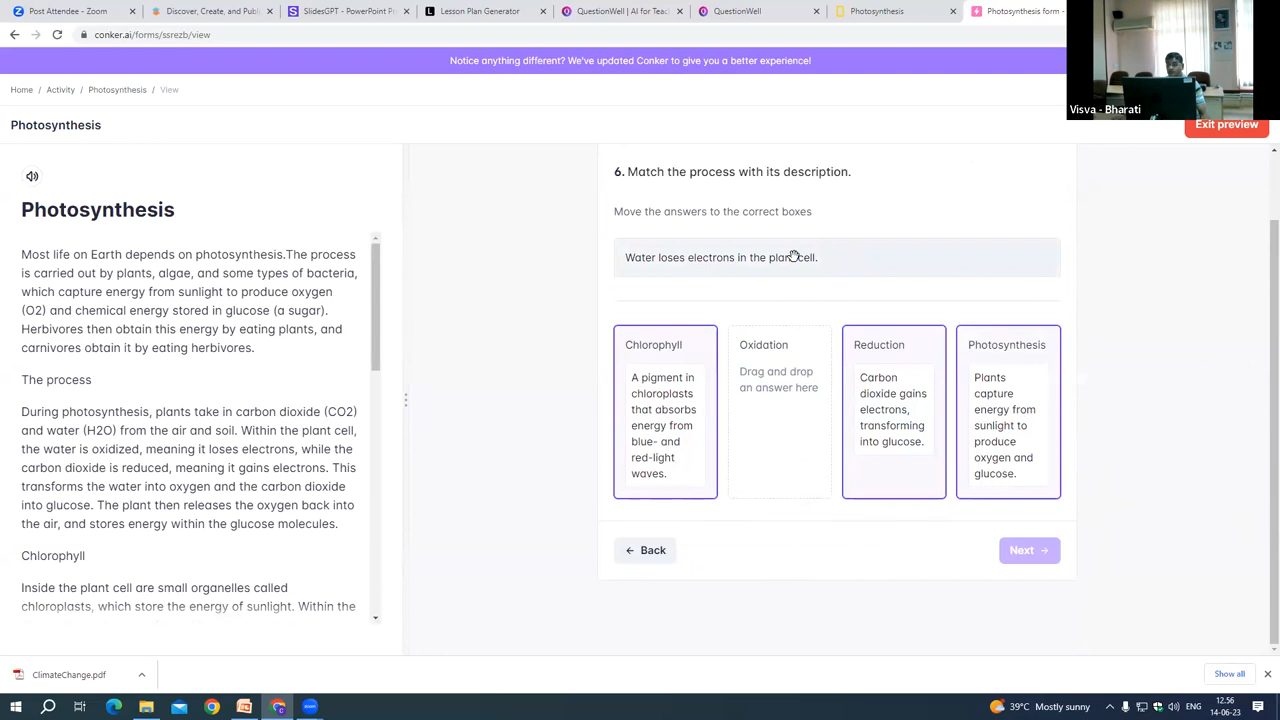 Post Attendee - Zoom
Discover, Create, and Publ
SlidesGPT - PowerPoint P
Lesson Plan Generator
QuestionWell | AI for Teac
QuestionWell
Photosynthesis
Photosynthesis form -
conker.ai/forms/ssrezb/view
Notice anything different? We've updated Conker to give you a better experience!
Home / Activity / Photosynthesis / View
Visva - Bharati
Photosynthesis
Exit preview
Photosynthesis
Most life on Earth depends on photosynthesis.The process
is carried out by plants, algae, and some types of bacteria,
which capture energy from sunlight to produce oxygen
(O2) and chemical energy stored in glucose (a sugar).
Herbivores then obtain this energy by eating plants, and
carnivores obtain it by eating herbivores.
The process
During photosynthesis, plants take in carbon dioxide (CO2)
and water (H2O) from the air and soil. Within the plant cell,
the water is oxidized, meaning it loses electrons, while the
carbon dioxide is reduced, meaning it gains electrons. This
transforms the water into oxygen and the carbon dioxide
into glucose. The plant then releases the oxygen back into
the air, and stores energy within the glucose molecules.
Chlorophyll
Inside the plant cell are small organelles called
chloroplasts, which store the energy of sunlight. Within the
6. Match the process with its description.
Move the answers to the correct boxes
Water loses electrons in the plant cell.
Chlorophyll
A pigment in
chloroplasts
that absorbs
energy from
blue- and
red-light
waves.
Oxidation
Drag and drop
an answer here
Reduction
Carbon
dioxide gains
electrons,
transforming
into glucose.
Photosynthesis
Plants
capture
energy from
sunlight to
produce
oxygen and
glucose.
← Back
Next →
ClimateChange.pdf
Show all
39°C Mostly sunny
12.56
14-06-23